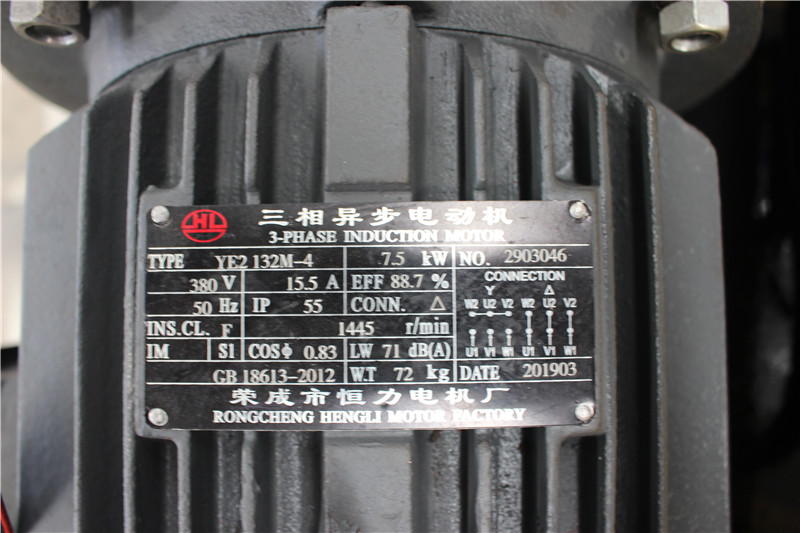 HL 三相异步电动机
3-PHASE INDUCTION MOTOR
TYPE YE2 132M-4 7.5 kW NO. 2903046
380 V 15.5 A EFF 88.7 % CONNECTION
Y △
50 Hz IP 55 CONN. △ W2 U2 V2 W2 U2 V2
INS.CL. F 1445 r/min
IM S1 COSΦ 0.83 LW 71 dB(A) U1 V1 W1 U1 V1 W1
GB 18613-2012 W.T 72 kg DATE 201903
荣成市恒力电机厂
RONGCHENG HENGLI MOTOR FACTORY